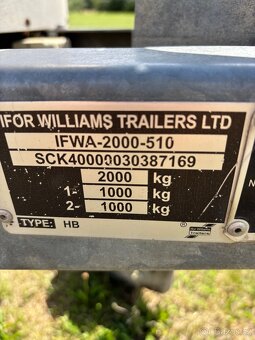 IFOR WILLIAMS TRAILERS LTD
IFWA-2000-510
SCK40000030387169
2000 kg
1- 1000 kg
2- 1000 kg
TYPE: HB